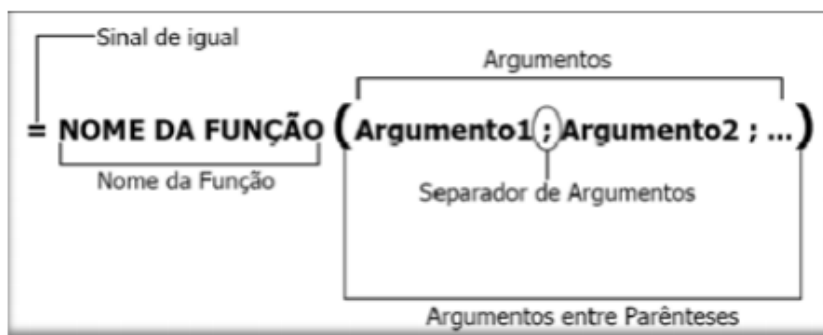 Sinal de igual
Argumentos
= NOME DA FUNÇÃO (Argumento1 ; Argumento2 ; ...)
Nome da Função
Separador de Argumentos
Argumentos entre Parênteses